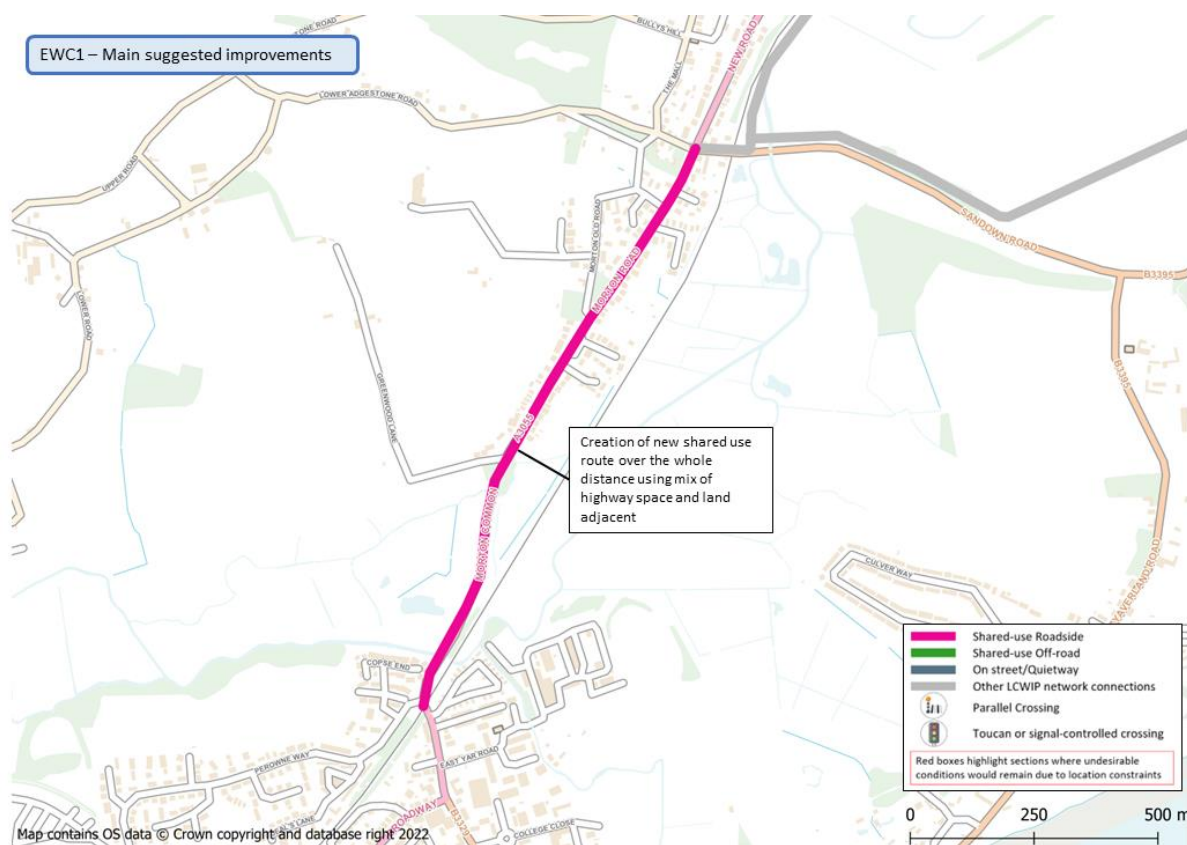 EWC1 – Main suggested improvements
BULLYS HILL
NEW ROAD
THE MALL
LOWER ADGESTONE ROAD
UPPER ROAD
MORTON OLD ROAD
SANDOWN ROAD
B3395
LOWER ROAD
MORTON ROAD
GREENWOOD LANE
B3395
A3055
Creation of new shared use
route over the whole
distance using mix of
highway space and land
adjacent
MORTON COMMON
CULVER WAY
YAVERLAND ROAD
COPSE END
PEROWNE WAY
EAST YAR ROAD
COLLEGE CLOSE
Shared-use Roadside
Shared-use Off-road
On street/Quietway
Other LCWIP network connections
Parallel Crossing
Toucan or signal-controlled crossing
Red boxes highlight sections where undesirable
conditions would remain due to location constraints
0 250 500 m
Map contains OS data © Crown copyright and database right 2022